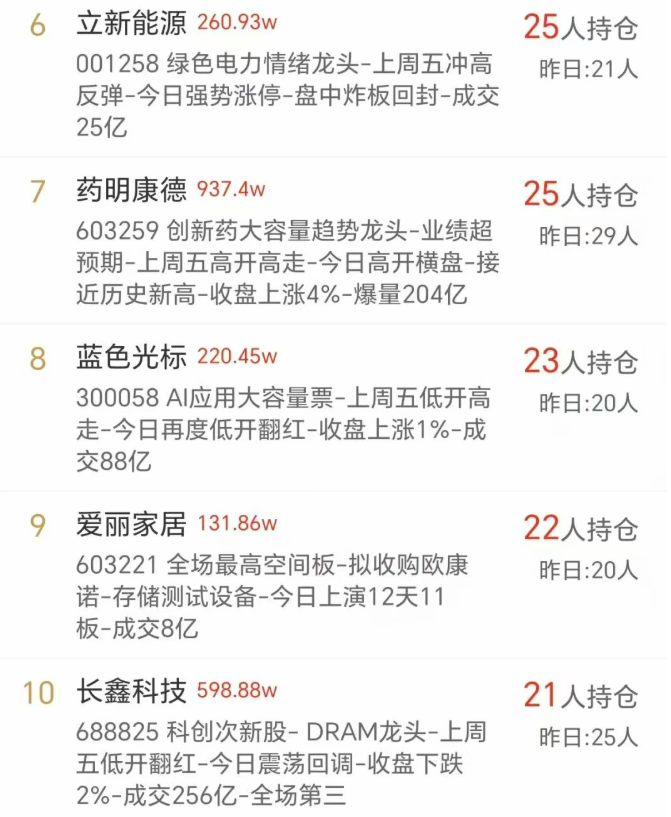 6 立新能源 260.93w 25人持仓
001258 绿色电力情绪龙头-上周五冲高 昨日:21人
反弹-今日强势涨停-盘中炸板回封-成交
25亿
7 药明康德 937.4w 25人持仓
603259 创新药大容量趋势龙头-业绩超 昨日:29人
预期-上周五高开高走-今日高开横盘-接
近历史新高-收盘上涨4%-爆量204亿
8 蓝色光标 220.45w 23人持仓
300058 AI应用大容量票-上周五低开高 昨日:20人
走-今日再度低开翻红-收盘上涨1%-成
交88亿
9 爱丽家居 131.86w 22人持仓
603221 全场最高空间板-拟收购欧康 昨日:20人
诺-存储测试设备-今日上演12天11
板-成交8亿
10 长鑫科技 598.88w 21人持仓
688825 科创次新股- DRAM龙头-上周 昨日:25人
五低开翻红-今日震荡回调-收盘下跌
2%-成交256亿-全场第三